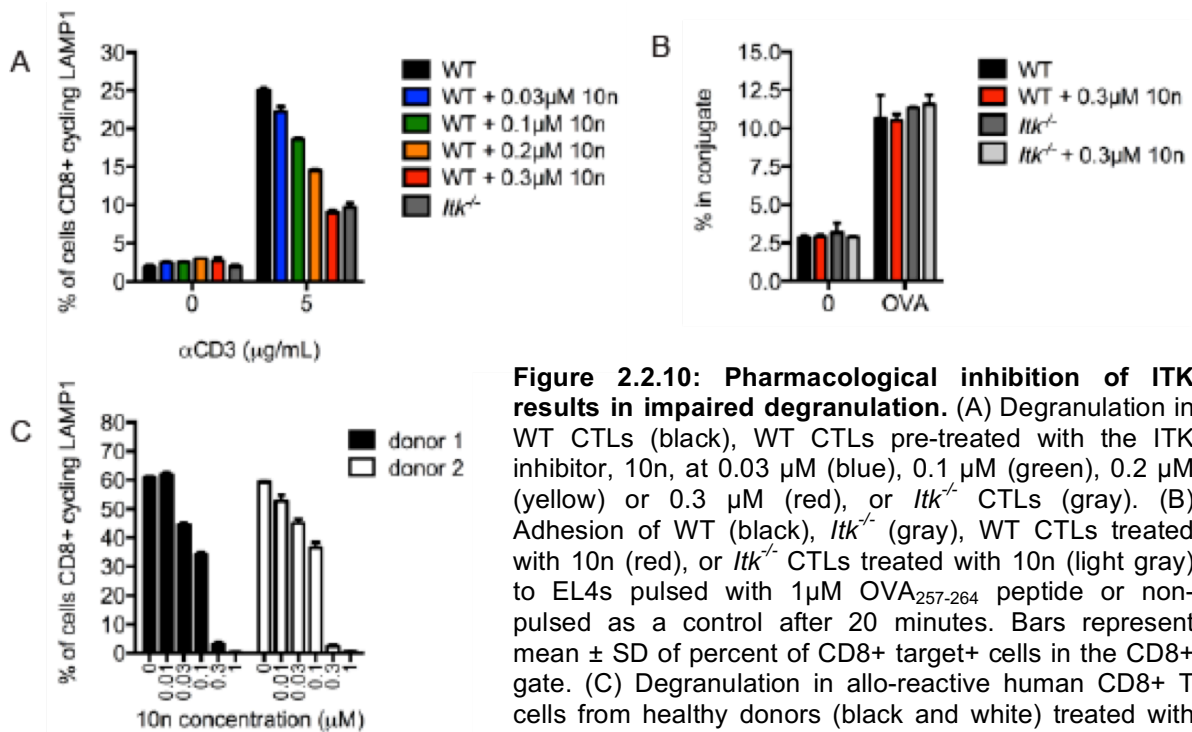 A
30
25
20
15
10
5
0
% of cells CD8+ cycling LAMP1
0
5
αCD3 (µg/mL)
WT
WT + 0.03µM 10n
WT + 0.1µM 10n
WT + 0.2µM 10n
WT + 0.3µM 10n
Itk-/-
B
15.0
12.5
10.0
7.5
5.0
2.5
0.0
% in conjugate
0
OVA
WT
WT + 0.3µM 10n
Itk-/-
Itk-/- + 0.3µM 10n
C
80
70
60
50
40
30
20
10
0
% of cells CD8+ cycling LAMP1
0
0.01
0.03
0.1
0.3
1
0
0.01
0.03
0.1
0.3
1
10n concentration (µM)
donor 1
donor 2
Figure 2.2.10: Pharmacological inhibition of ITK
results in impaired degranulation. (A) Degranulation in
WT CTLs (black), WT CTLs pre-treated with the ITK
inhibitor, 10n, at 0.03 µM (blue), 0.1 µM (green), 0.2 µM
(yellow) or 0.3 µM (red), or Itk-/- CTLs (gray). (B)
Adhesion of WT (black), Itk-/- (gray), WT CTLs treated
with 10n (red), or Itk-/- CTLs treated with 10n (light gray)
to EL4s pulsed with 1µM OVA257-264 peptide or non-
pulsed as a control after 20 minutes. Bars represent
mean ± SD of percent of CD8+ target+ cells in the CD8+
gate. (C) Degranulation in allo-reactive human CD8+ T
cells from healthy donors (black and white) treated with